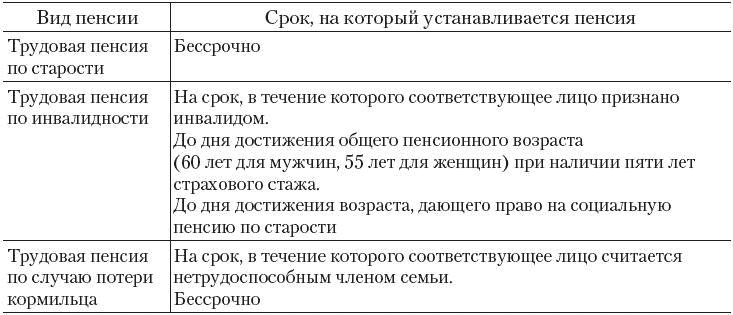 Вид пенсии
Срок, на который устанавливается пенсия
Трудовая пенсия
по старости
Бессрочно
Трудовая пенсия
по инвалидности
На срок, в течение которого соответствующее лицо признано
инвалидом.
До дня достижения общего пенсионного возраста
(60 лет для мужчин, 55 лет для женщин) при наличии пяти лет
страхового стажа.
До дня достижения возраста, дающего право на социальную
пенсию по старости
Трудовая пенсия
по случаю потери
кормильца
На срок, в течение которого соответствующее лицо считается
нетрудоспособным членом семьи.
Бессрочно